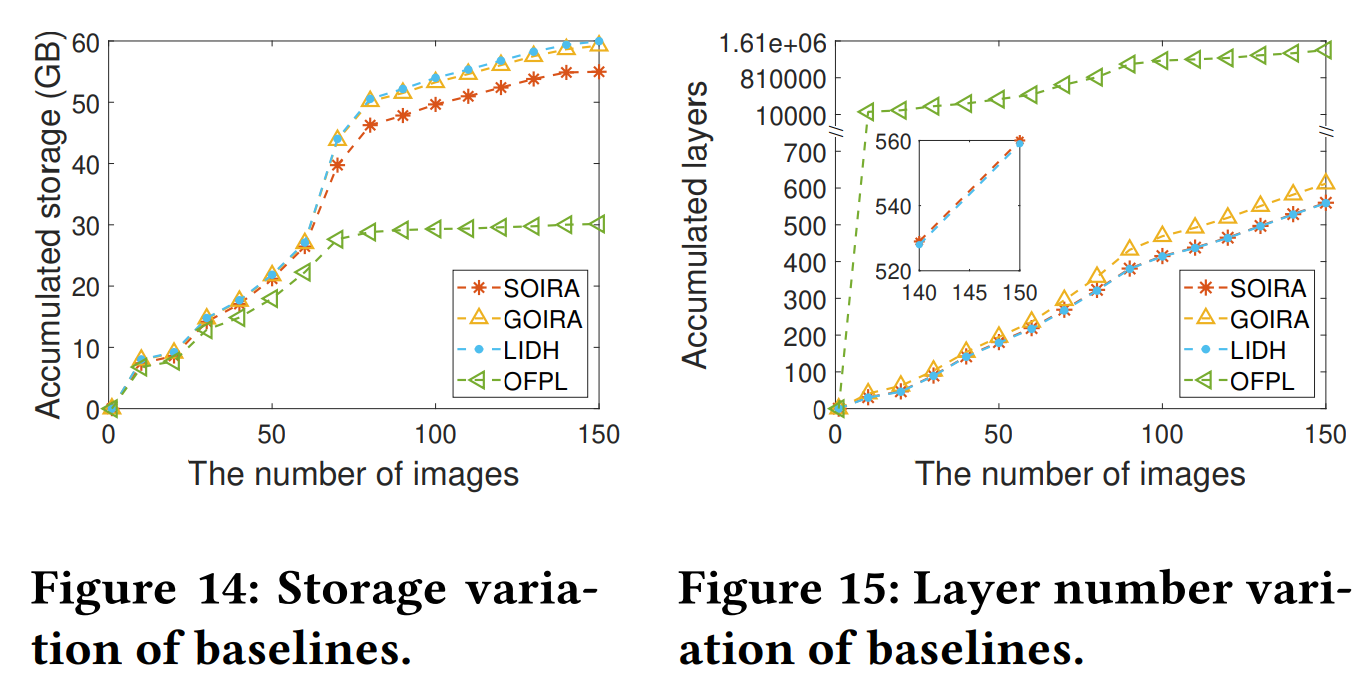 Accumulated storage (GB)
60
50
40
30
20
10
0
0 50 100 150
The number of images
SOIRA
GOIRA
LIDH
OFPL
Accumulated layers
1.61e+06
810000
10000
700
600
500
400
300
200
100
0
0 50 100 150
The number of images
560
540
520
140 145 150
SOIRA
GOIRA
LIDH
OFPL
Figure 14: Storage varia-
tion of baselines.
Figure 15: Layer number vari-
ation of baselines.